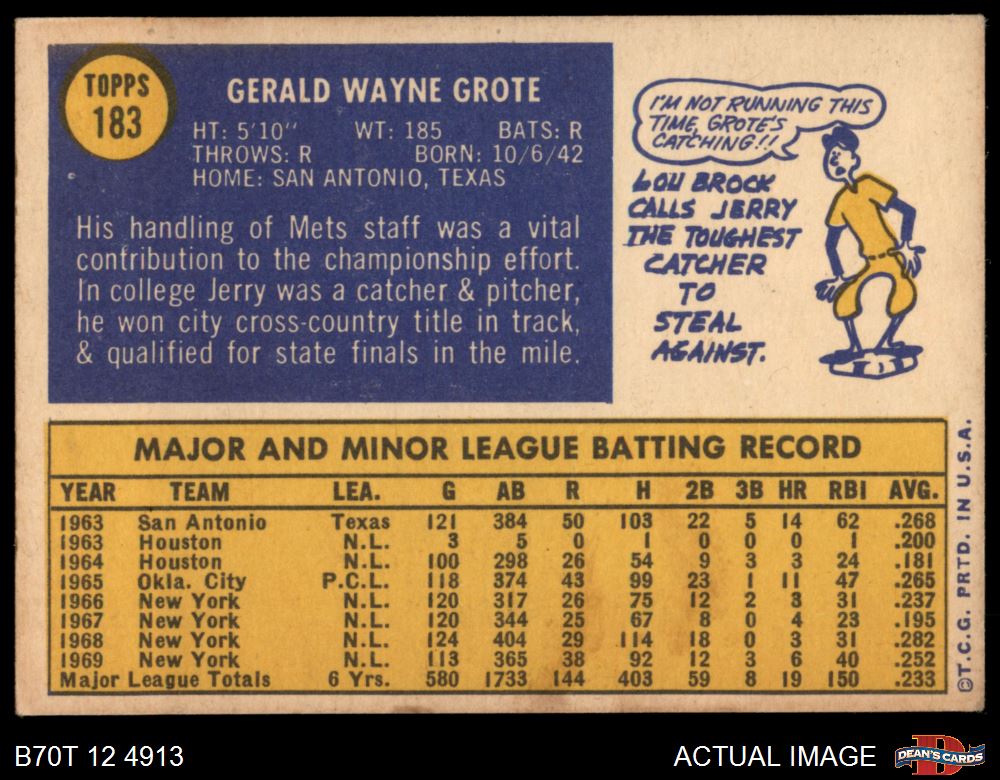 TOPPS
183
GERALD WAYNE GROTE
HT: 5'10" WT: 185 BATS: R
THROWS: R BORN: 10/6/42
HOME: SAN ANTONIO, TEXAS
His handling of Mets staff was a vital
contribution to the championship effort.
In college Jerry was a catcher & pitcher,
he won city cross-country title in track,
& qualified for state finals in the mile.
I'M NOT RUNNING THIS
TIME, GROTE'S
CATCHING!!
LOU BROCK
CALLS JERRY
THE TOUGHEST
CATCHER
TO
STEAL
AGAINST.
MAJOR AND MINOR LEAGUE BATTING RECORD
YEAR TEAM LEA. G AB R H 2B 3B HR RBI AVG.
1963 San Antonio Texas 121 384 50 103 22 5 14 62 .268
1963 Houston N.L. 3 5 0 1 0 0 0 1 .200
1964 Houston N.L. 100 298 26 54 9 3 3 24 .181
1965 Okla. City P.C.L. 118 374 43 99 23 1 11 47 .265
1966 New York N.L. 120 317 26 75 12 2 3 31 .237
1967 New York N.L. 120 344 25 67 8 0 4 23 .195
1968 New York N.L. 124 404 29 114 18 0 3 31 .282
1969 New York N.L. 113 365 38 92 12 3 6 40 .252
Major League Totals 6 Yrs. 580 1733 144 403 59 8 19 150 .233
©T.C.G. PRTD. IN U.S.A.
B70T 12 4913
ACTUAL IMAGE
D
DEAN'S CARDS